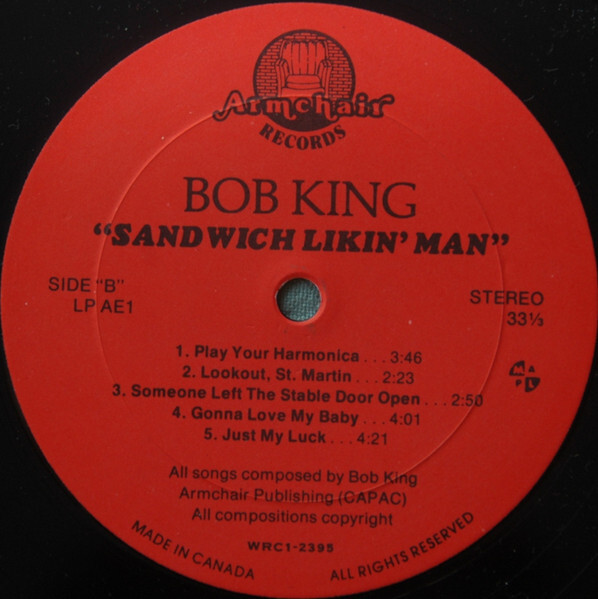 Armchair
RECORDS
BOB KING
"SANDWICH LIKIN' MAN"
SIDE "B"
LP AE1
STEREO
33⅓
1. Play Your Harmonica . . . 3:46
2. Lookout, St. Martin . . . 2:23
3. Someone Left The Stable Door Open . . . 2:50
4. Gonna Love My Baby . . . 4:01
5. Just My Luck . . . 4:21
M A
P L
All songs composed by Bob King
Armchair Publishing (CAPAC)
All compositions copyright
WRC1-2395
MADE IN CANADA
ALL RIGHTS RESERVED